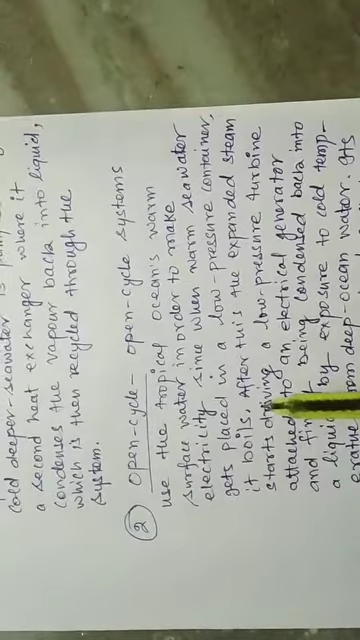 cold deeper-seawater is
a second heat exchanger where it
condenses the vapour back into liquid,
which is then recycled through the
system.
② open-cycle- open-cycle systems
use the tropical ocean's warm
surface water in order to make
electricity since when warm seawater
gets placed in a low-pressure container,
it boils. After this the expanded steam
starts driving a low-pressure turbine
attached to an electrical generator
and being condensed back into
a by exposure to cold temp-
deep-ocean water. Its